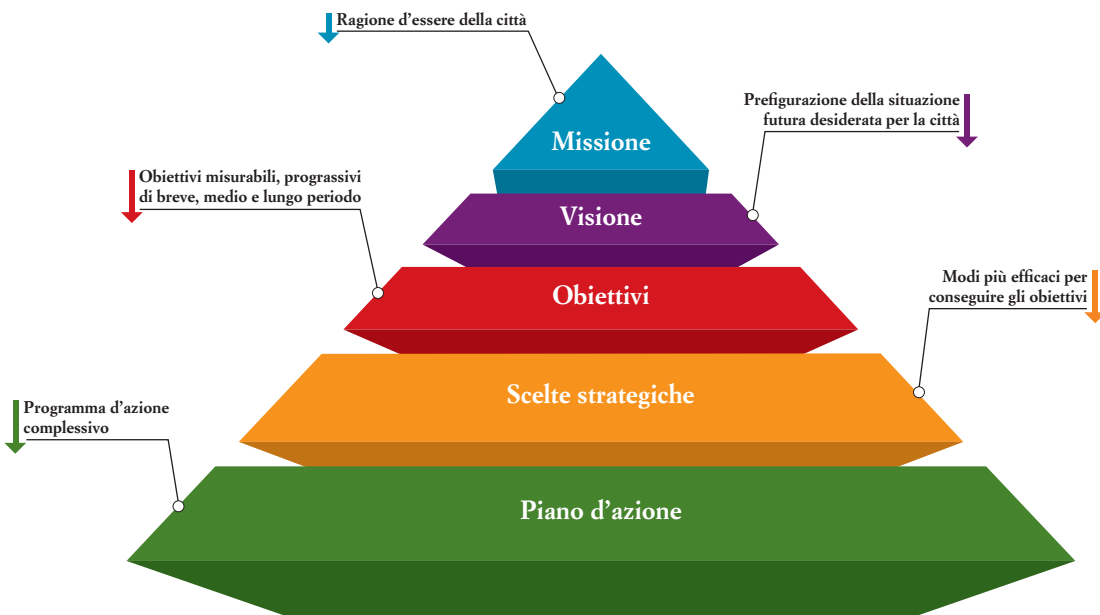 Ragione d'essere della città
Missione
Prefigurazione della situazione
futura desiderata per la città
Obiettivi misurabili, prograssivi
di breve, medio e lungo periodo
Visione
Obiettivi
Modi più efficaci per
conseguire gli obiettivi
Scelte strategiche
Programma d'azione
complessivo
Piano d'azione